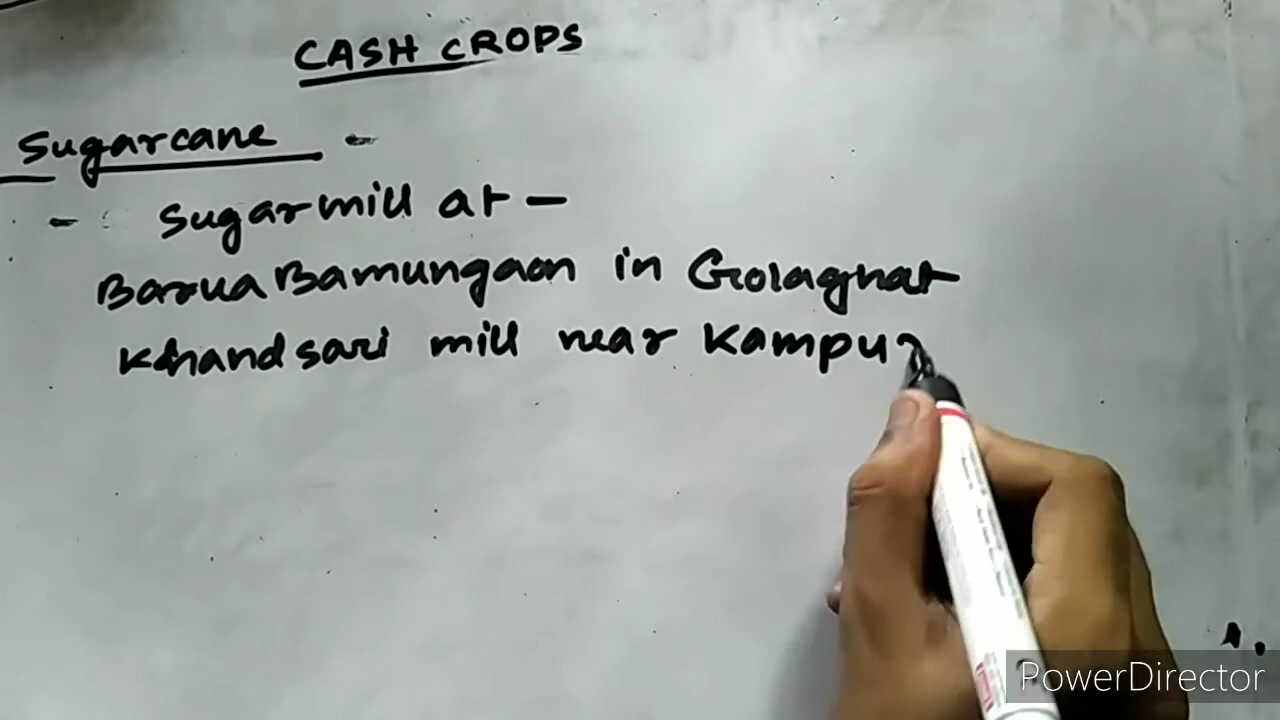 CASH CROPS
Sugarcane -
- Sugarmill at -
Barua Bamungaon in Golaghat
Khandsari mill near Kampur
PowerDirector